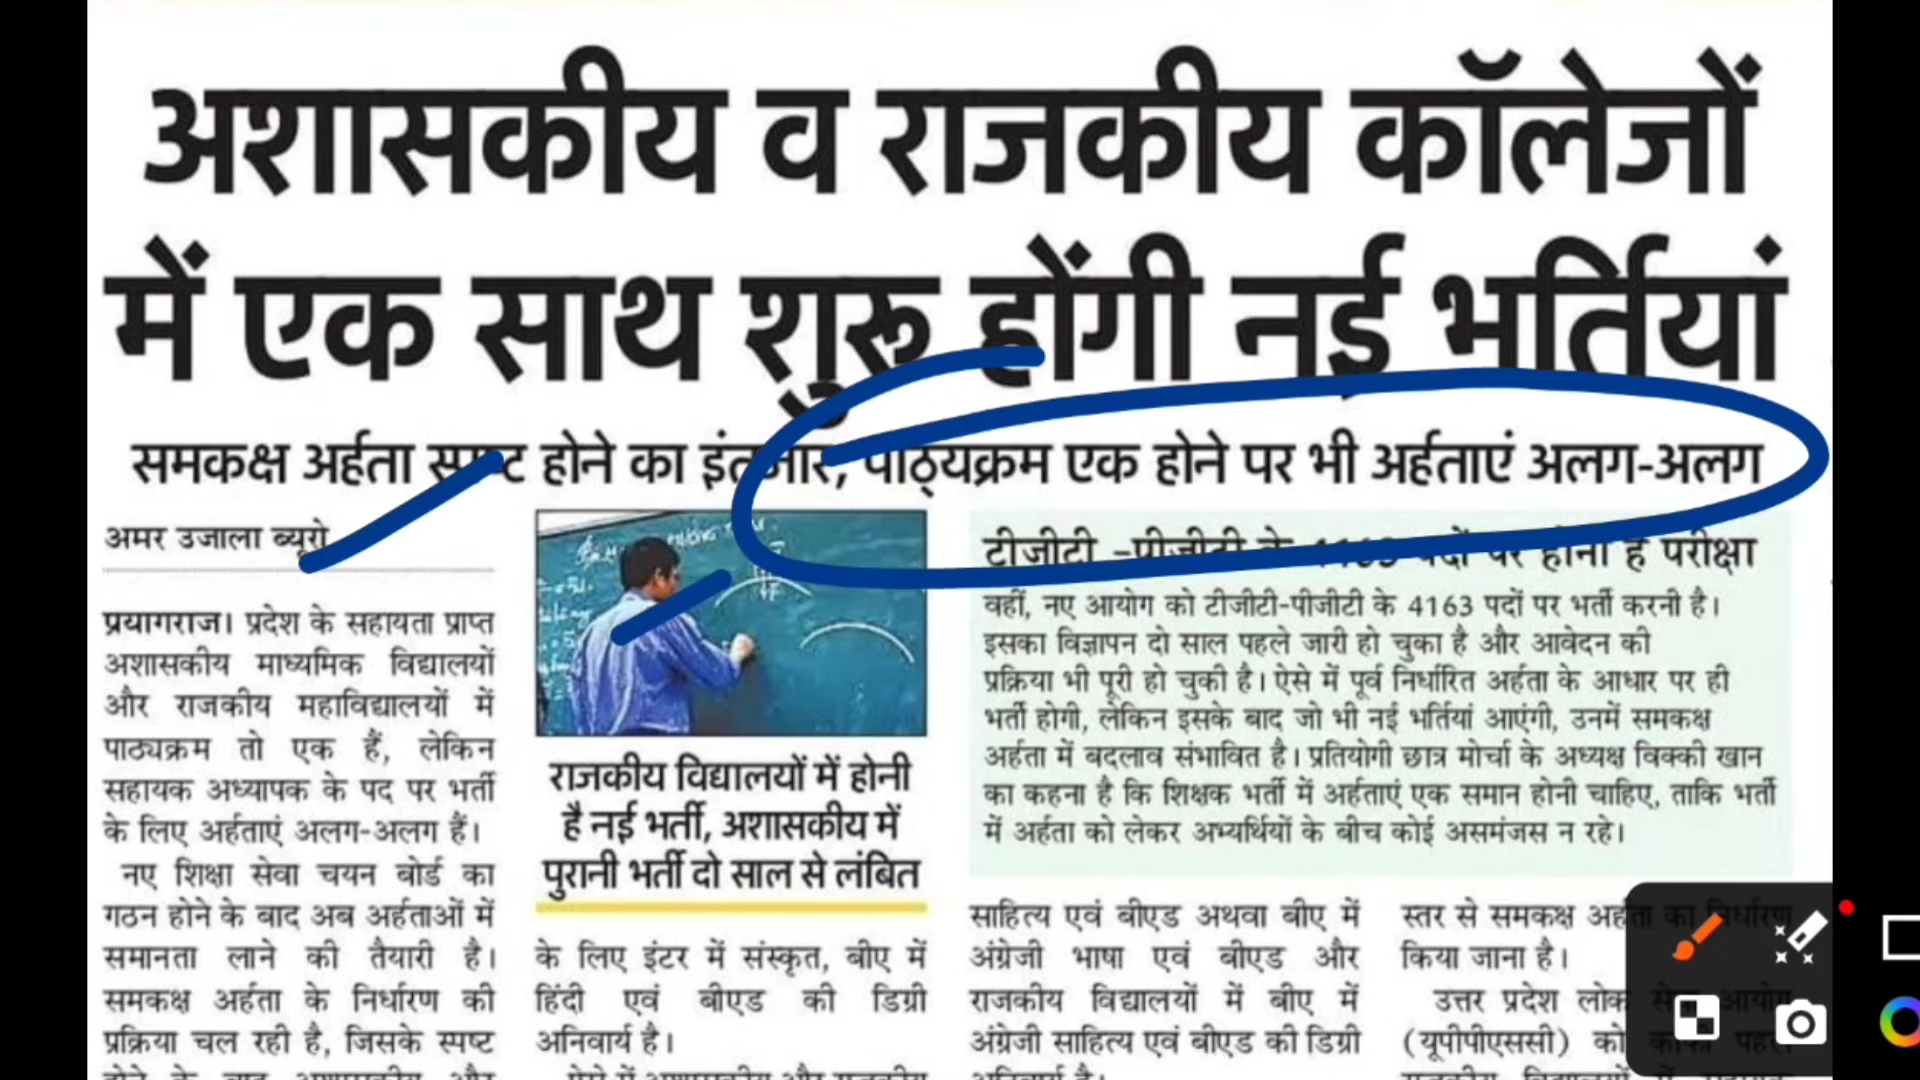 अशासकीय व राजकीय कॉलेजों
में एक साथ शुरू होंगी नई भर्तियां
समकक्ष अर्हता स्पष्ट होने का इंतजार, पाठ्यक्रम एक होने पर भी अर्हताएं अलग-अलग
अमर उजाला ब्यूरो
प्रयागराज। प्रदेश के सहायता प्राप्त
अशासकीय माध्यमिक विद्यालयों
और राजकीय महाविद्यालयों में
पाठ्यक्रम तो एक हैं, लेकिन
सहायक अध्यापक के पद पर भर्ती
के लिए अर्हताएं अलग-अलग हैं।
नए शिक्षा सेवा चयन बोर्ड का
गठन होने के बाद अब अर्हताओं में
समानता लाने की तैयारी है।
समकक्ष अर्हता के निर्धारण की
प्रक्रिया चल रही है, जिसके स्पष्ट
राजकीय विद्यालयों में होनी
है नई भर्ती, अशासकीय में
पुरानी भर्ती दो साल से लंबित
के लिए इंटर में संस्कृत, बीए में
हिंदी एवं बीएड की डिग्री
अनिवार्य है।
टीजीटी -पीजीटी के 4163 पदों पर होनी है परीक्षा
वहीं, नए आयोग को टीजीटी-पीजीटी के 4163 पदों पर भर्ती करनी है।
इसका विज्ञापन दो साल पहले जारी हो चुका है और आवेदन की
प्रक्रिया भी पूरी हो चुकी है। ऐसे में पूर्व निर्धारित अर्हता के आधार पर ही
भर्ती होगी, लेकिन इसके बाद जो भी नई भर्तियां आएंगी, उनमें समकक्ष
अर्हता में बदलाव संभावित है। प्रतियोगी छात्र मोर्चा के अध्यक्ष विक्की खान
का कहना है कि शिक्षक भर्ती में अर्हताएं एक समान होनी चाहिए, ताकि भर्ती
में अर्हता को लेकर अभ्यर्थियों के बीच कोई असमंजस न रहे।
साहित्य एवं बीएड अथवा बीए में
अंग्रेजी भाषा एवं बीएड और
राजकीय विद्यालयों में बीए में
अंग्रेजी साहित्य एवं बीएड की डिग्री
स्तर से समकक्ष अर्हता का निर्धारण
किया जाना है।
उत्तर प्रदेश लोक सेवा आयोग
(यूपीपीएससी) को काफी पहले